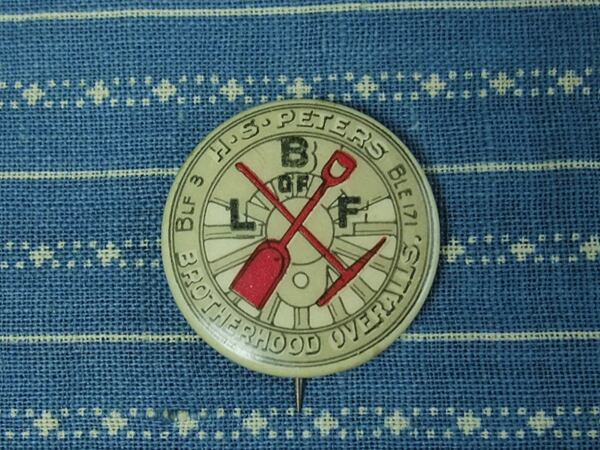 H·S·PETERS
BLF 3
BLE 171
B
OF
L F
BROTHERHOOD OVERALLS.